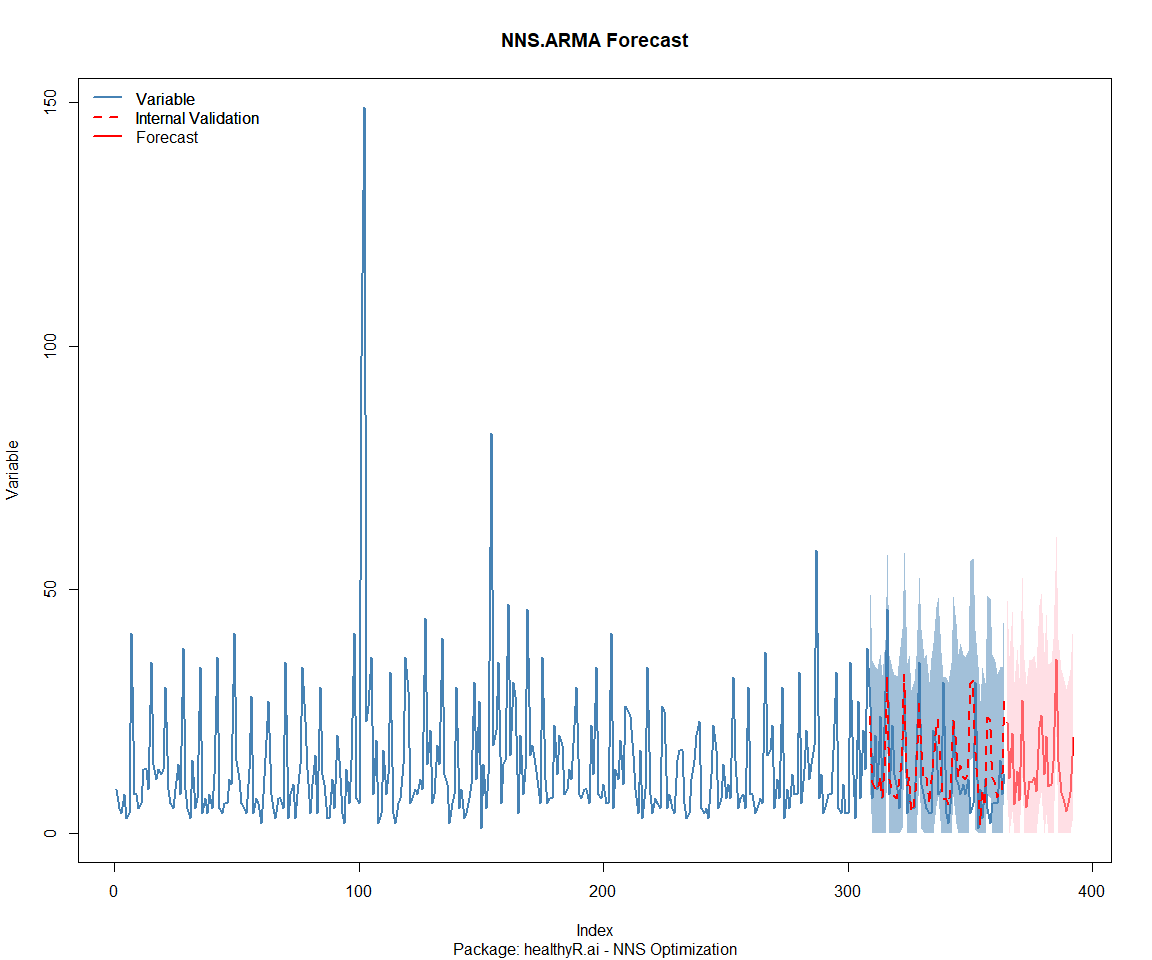 NNS.ARMA Forecast
Variable
Internal Validation
Forecast
150
100
50
0
Variable
0
100
200
300
400
Index
Package: healthyR.ai - NNS Optimization